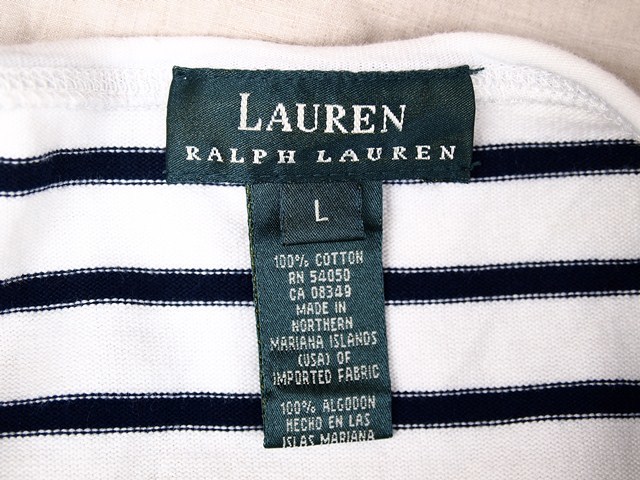 LAUREN
RALPH LAUREN
L
100% COTTON
RN 54050
CA 08349
MADE IN
NORTHERN
MARIANA ISLANDS
(USA) OF
IMPORTED FABRIC
100% ALGODON
HECHO EN LAS
ISLAS MARIANA